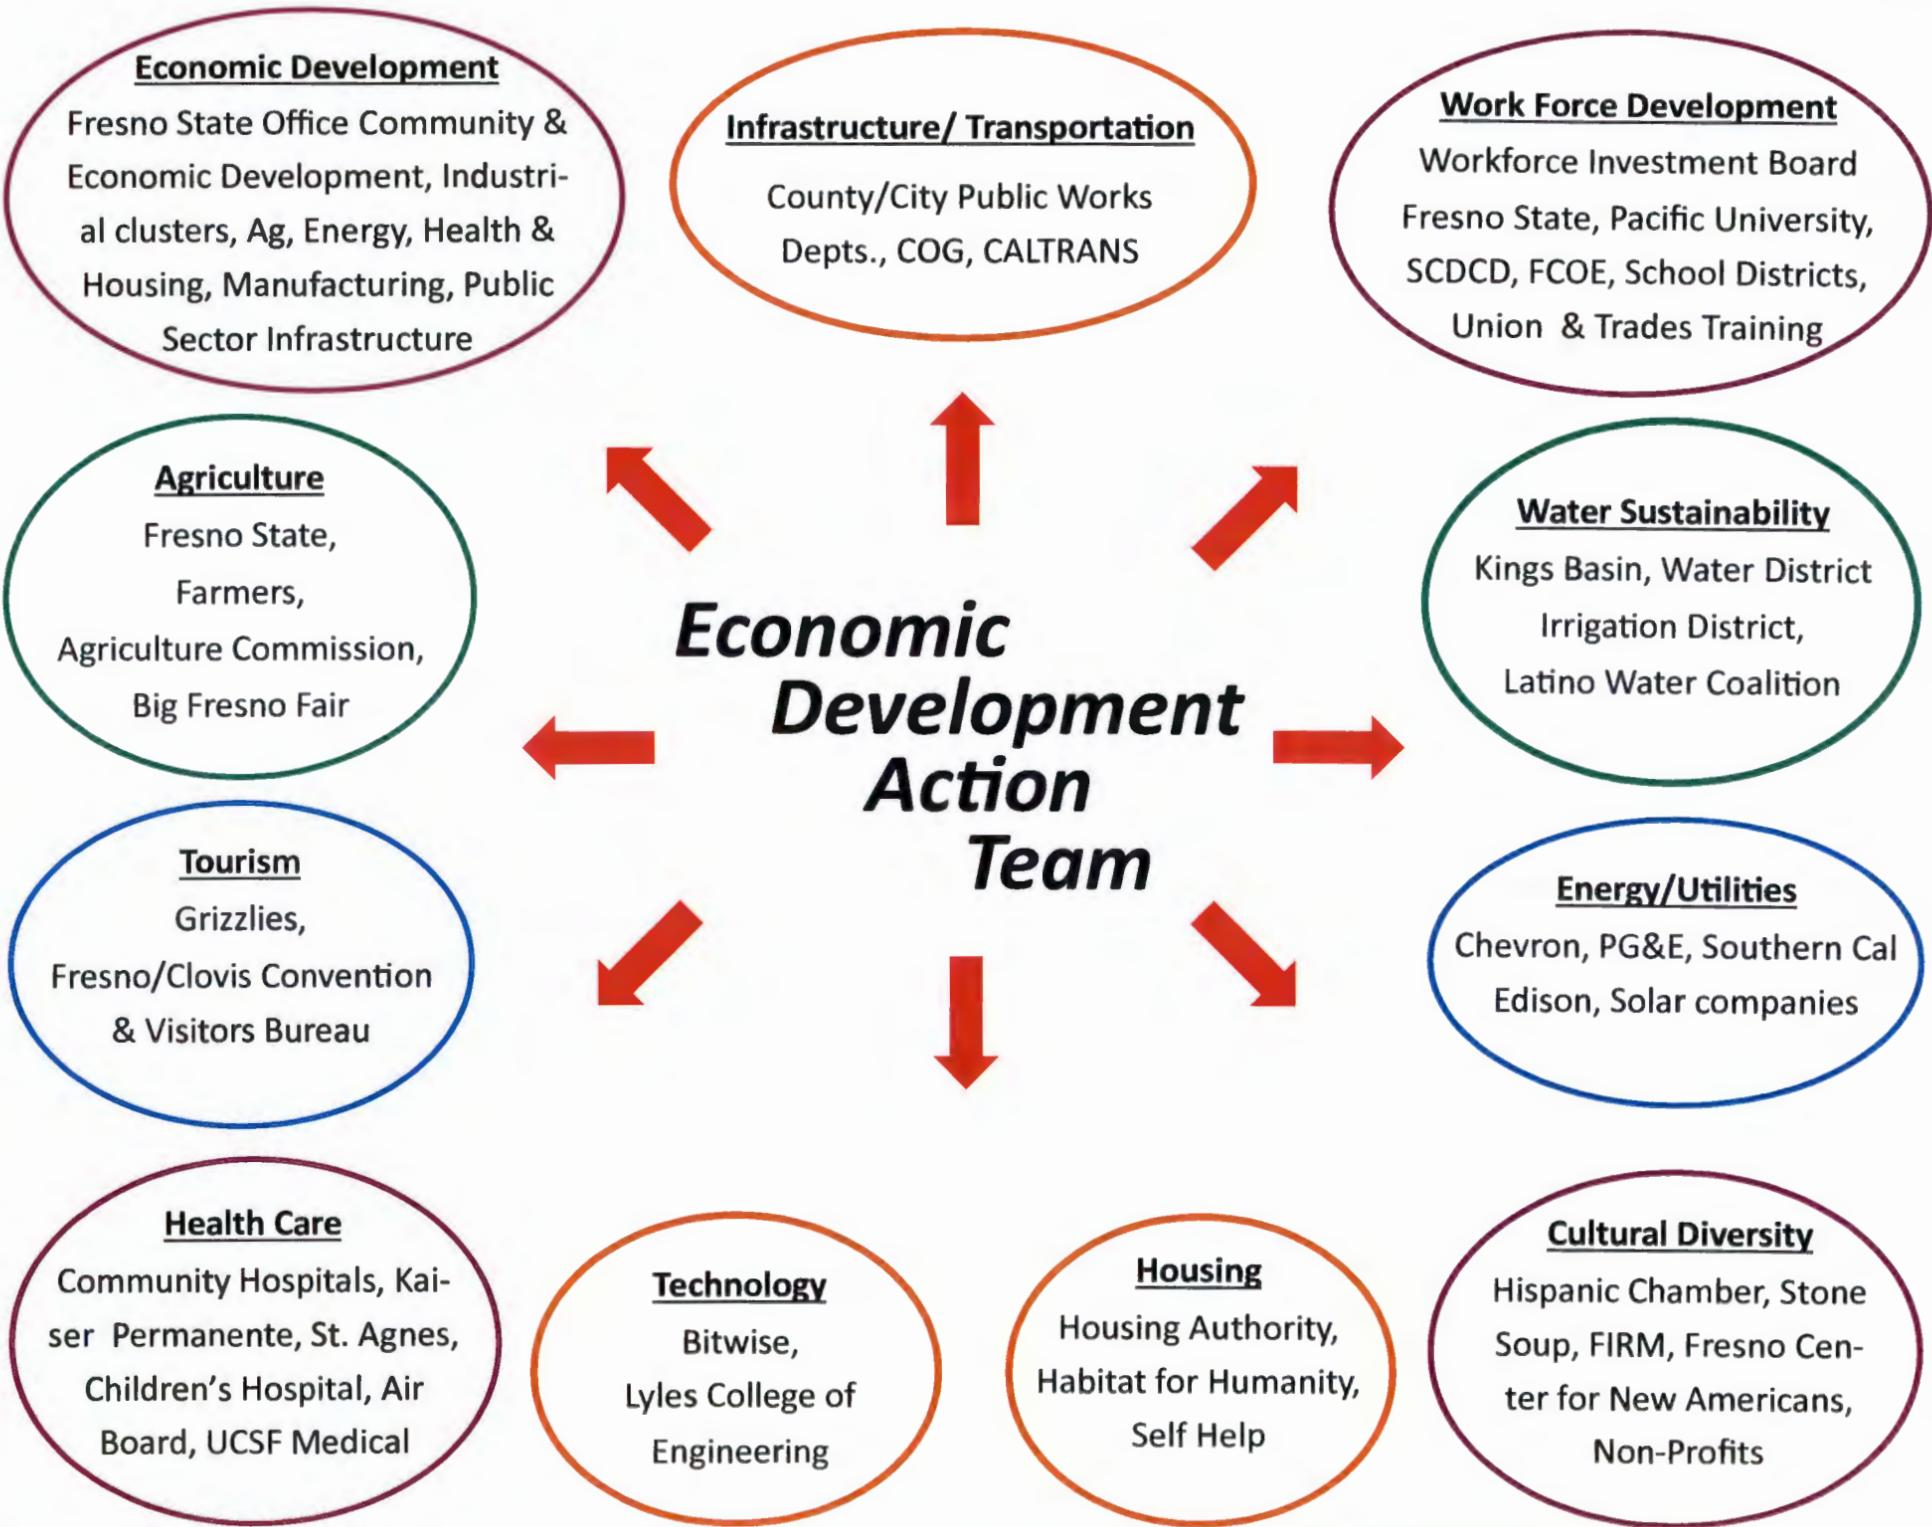 Economic Development
Fresno State Office Community &
Economic Development, Industri-
al clusters, Ag, Energy, Health &
Housing, Manufacturing, Public
Sector Infrastructure
Infrastructure/ Transportation
County/City Public Works
Depts., COG, CALTRANS
Work Force Development
Workforce Investment Board
Fresno State, Pacific University,
SCDCD, FCOE, School Districts,
Union & Trades Training
Agriculture
Fresno State,
Farmers,
Agriculture Commission,
Big Fresno Fair
Economic
Development
Action
Team
Water Sustainability
Kings Basin, Water District
Irrigation District,
Latino Water Coalition
Tourism
Grizzlies,
Fresno/Clovis Convention
& Visitors Bureau
Energy/Utilities
Chevron, PG&E, Southern Cal
Edison, Solar companies
Health Care
Community Hospitals, Kai-
ser Permanente, St. Agnes,
Children's Hospital, Air
Board, UCSF Medical
Technology
Bitwise,
Lyles College of
Engineering
Housing
Housing Authority,
Habitat for Humanity,
Self Help
Cultural Diversity
Hispanic Chamber, Stone
Soup, FIRM, Fresno Cen-
ter for New Americans,
Non-Profits